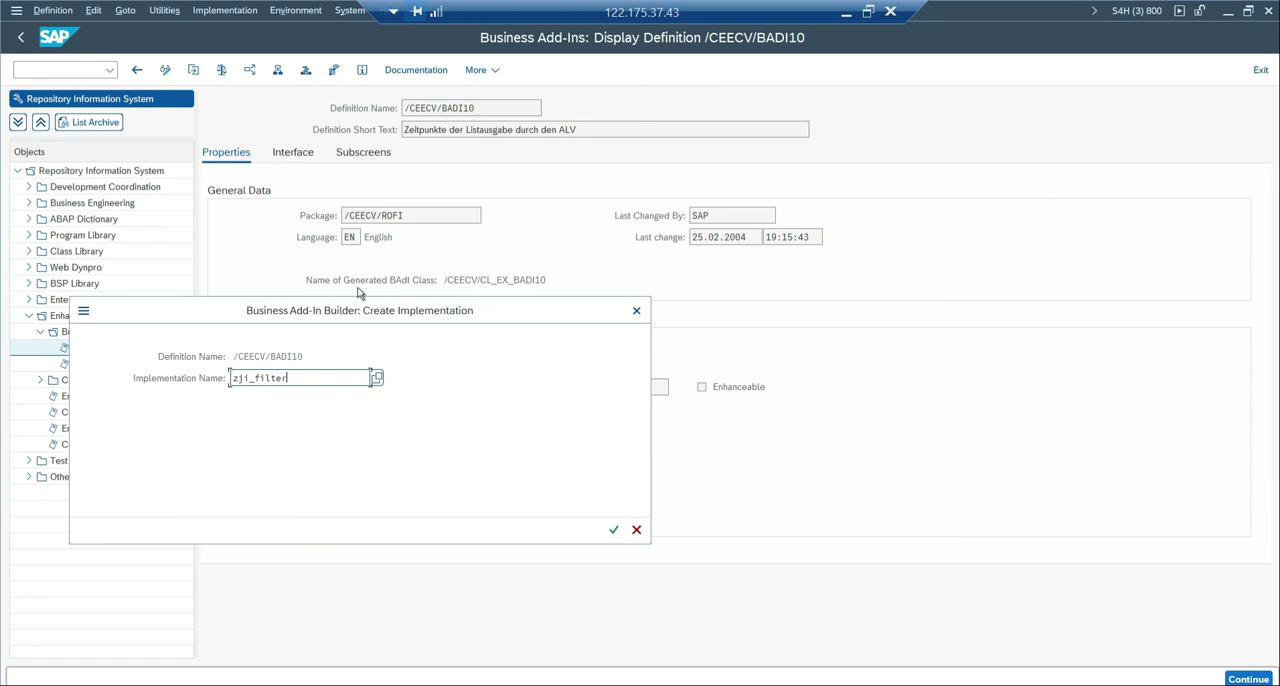 Definition Edit Goto Utilities Implementation Environment System
122.175.37.43
S4H (3) 800
SAP
Business Add-Ins: Display Definition /CEECV/BADI10
Documentation More
Exit
Repository Information System
List Archive
Objects
Repository Information System
Development Coordination
Business Engineering
ABAP Dictionary
Program Library
Class Library
Web Dynpro
BSP Library
Definition Name: /CEECV/BADI10
Definition Short Text: Zeitpunkte der Listausgabe durch den ALV
Properties Interface Subscreens
General Data
Package: /CEECV/ROFI
Last Changed By: SAP
Language: EN English
Last change: 25.02.2004 19:15:43
Name of Generated BAdI Class: /CEECV/CL_EX_BADI10
Business Add-In Builder: Create Implementation
Definition Name: /CEECV/BADI10
Implementation Name: zji_filter
Enhanceable
Continue